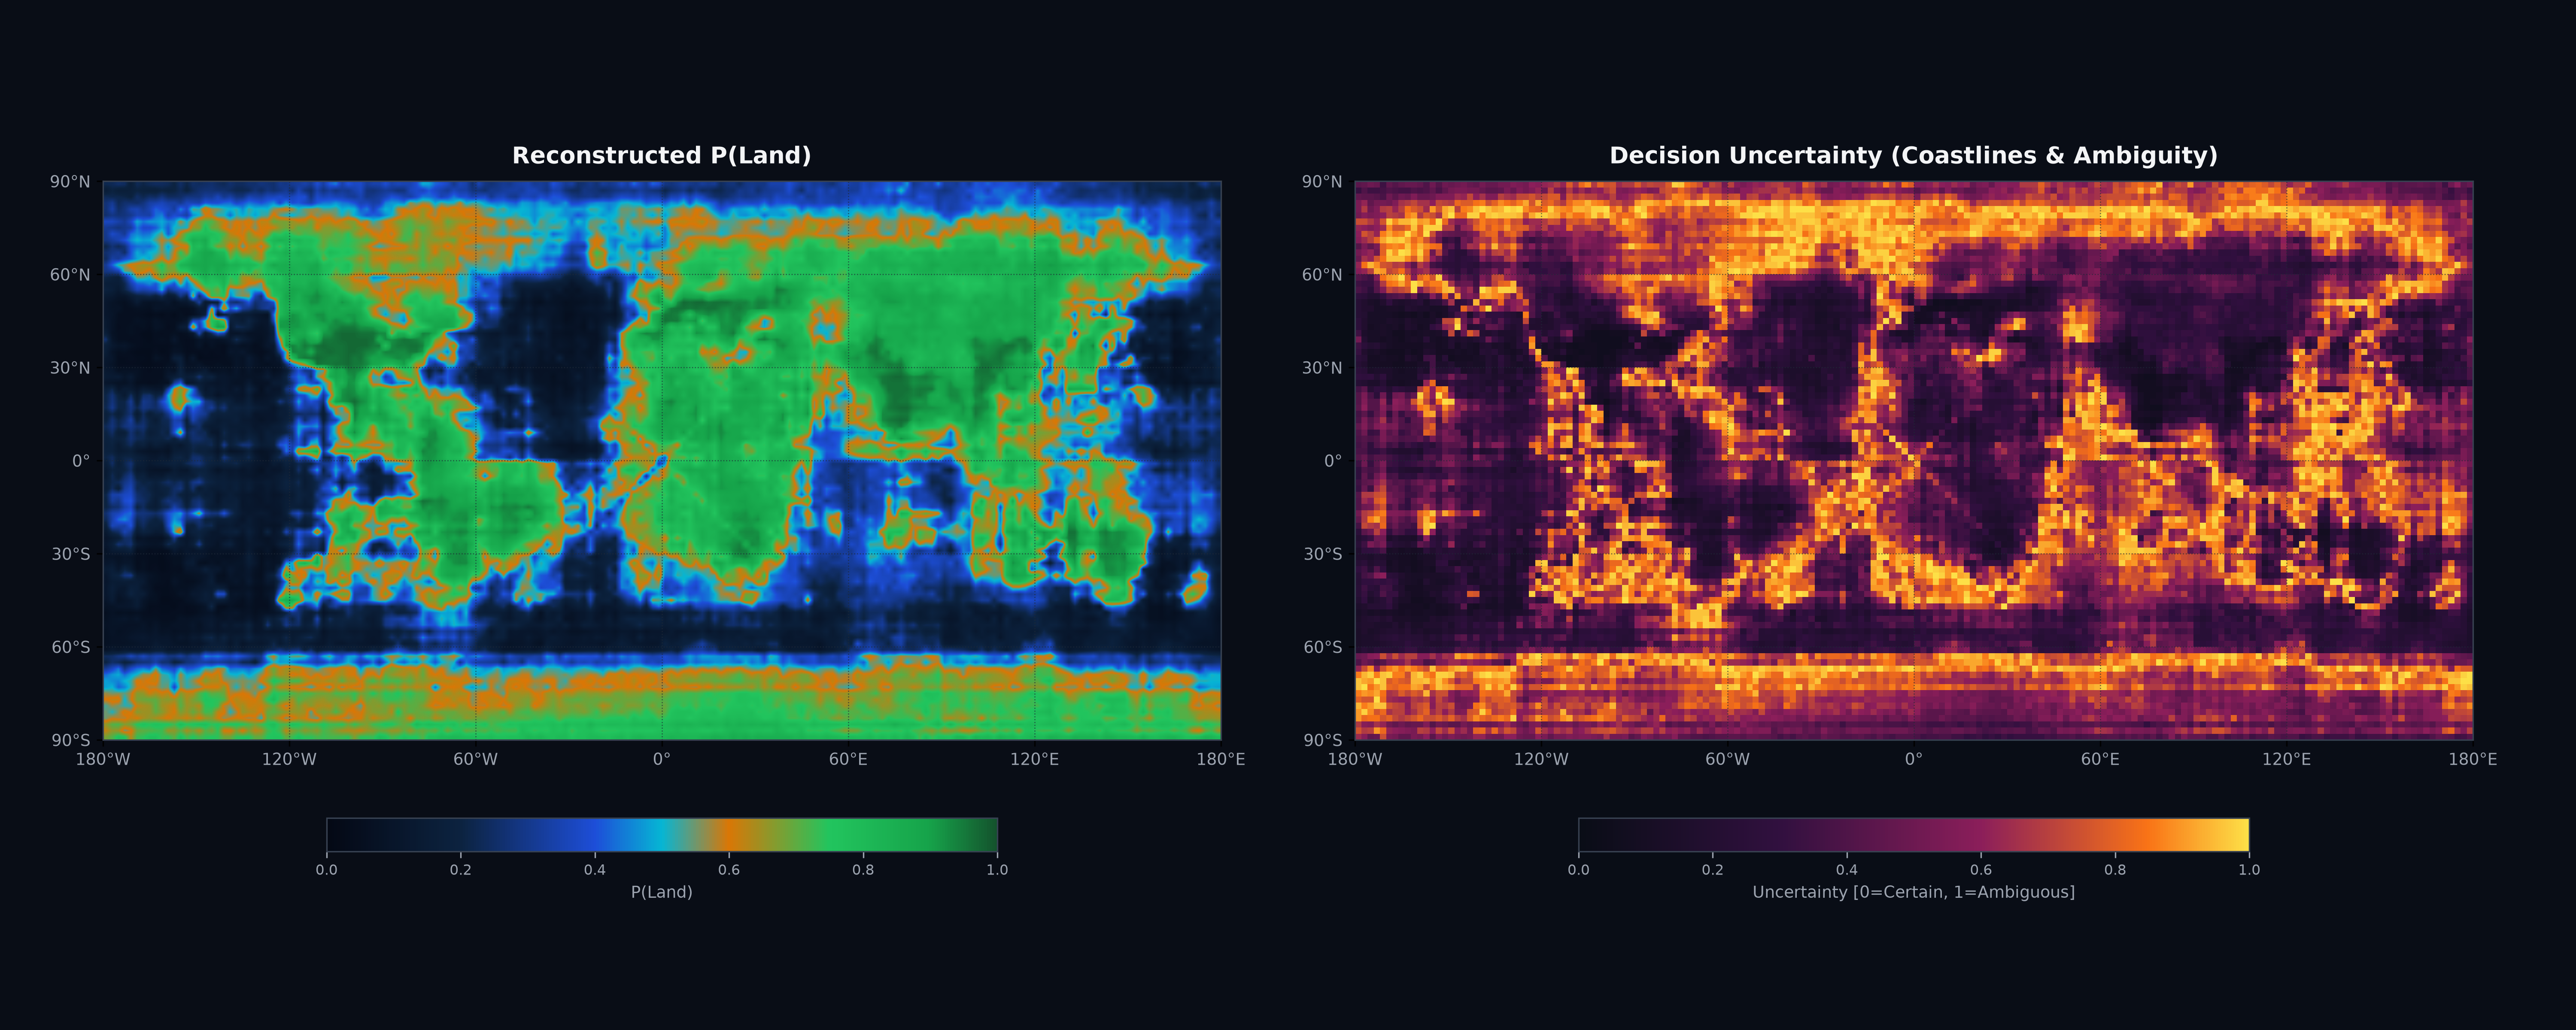 Reconstructed P(Land)
90°N
60°N
30°N
0°
30°S
60°S
90°S
180°W 120°W 60°W 0° 60°E 120°E 180°E
0.0 0.2 0.4 0.6 0.8 1.0
P(Land)
Decision Uncertainty (Coastlines & Ambiguity)
90°N
60°N
30°N
0°
30°S
60°S
90°S
180°W 120°W 60°W 0° 60°E 120°E 180°E
0.0 0.2 0.4 0.6 0.8 1.0
Uncertainty [0=Certain, 1=Ambiguous]